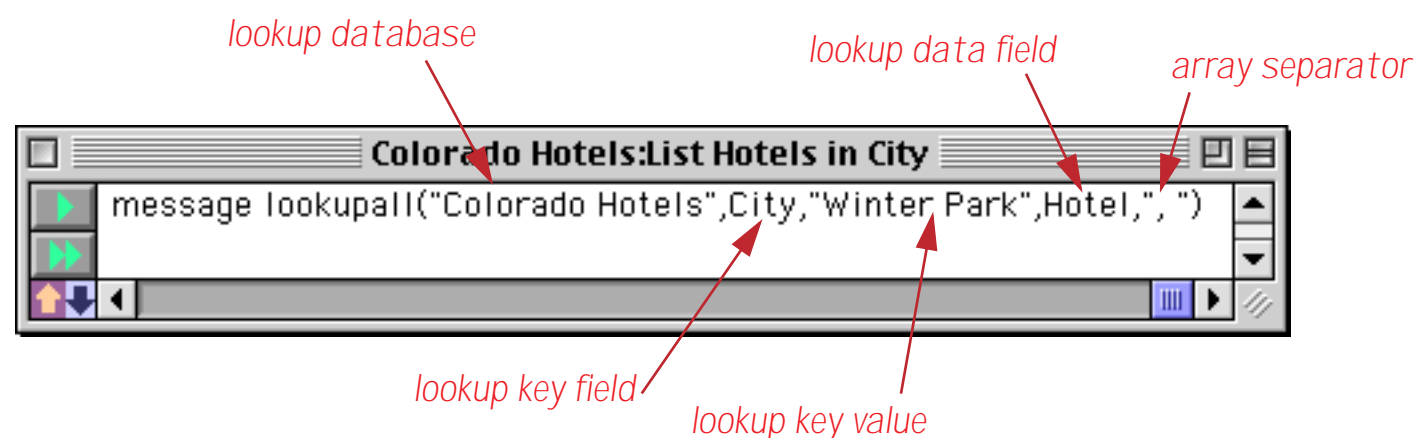 lookup database
lookup data field
array separator
Colorado Hotels:List Hotels in City
message lookupall("Colorado Hotels",City,"Winter Park",Hotel,", ")
lookup key field
lookup key value